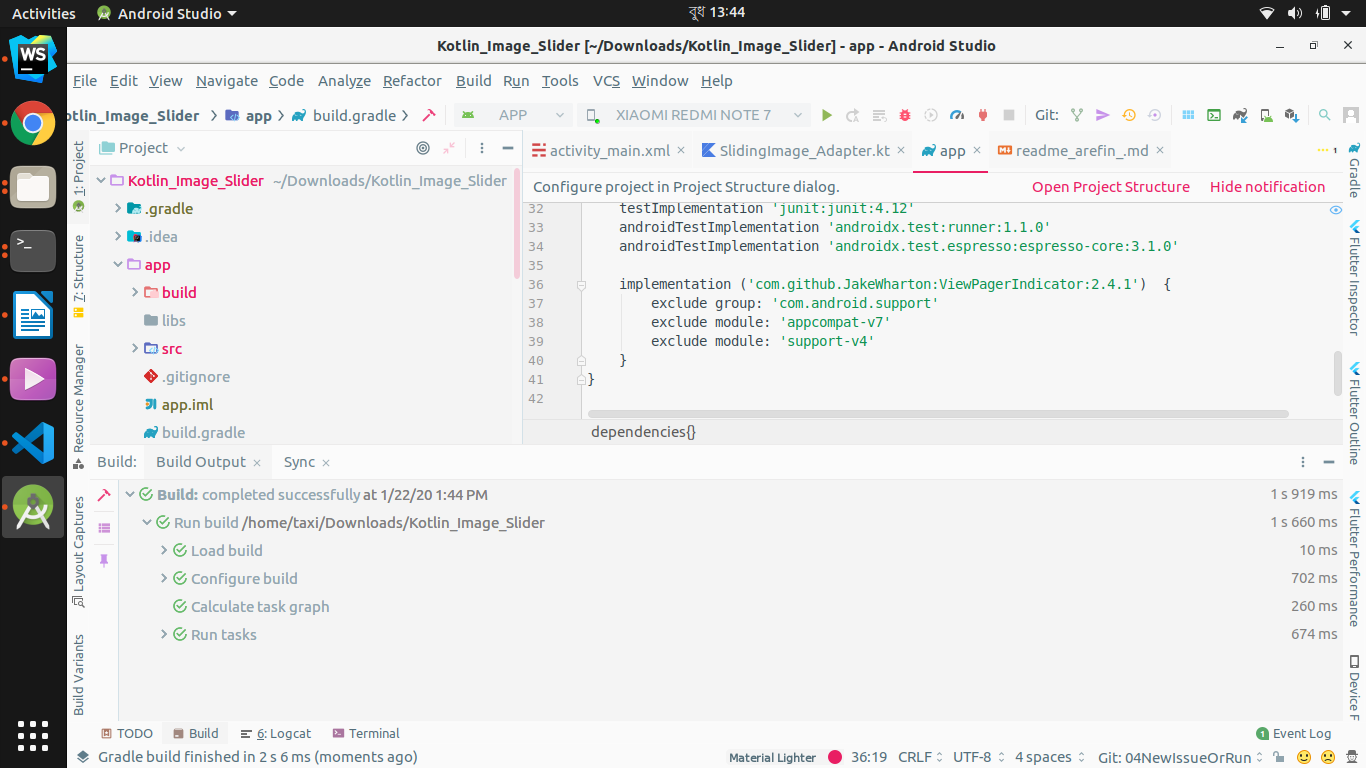 Activities Android Studio বুধ 13:44
Kotlin_Image_Slider [~/Downloads/Kotlin_Image_Slider] - app - Android Studio
WS
File Edit View Navigate Code Analyze Refactor Build Run Tools VCS Window Help
otlin_Image_Slider app build.gradle APP XIAOMI REDMI NOTE 7 Git:
Project
activity_main.xml SlidingImage_Adapter.kt app readme_arefin_.md 1
Kotlin_Image_Slider ~/Downloads/Kotlin_Image_Slider
.gradle
.idea
app
build
libs
src
.gitignore
app.iml
build.gradle
Configure project in Project Structure dialog. Open Project Structure Hide notification
32 testImplementation 'junit:junit:4.12'
33 androidTestImplementation 'androidx.test:runner:1.1.0'
34 androidTestImplementation 'androidx.test.espresso:espresso-core:3.1.0'
35
36 implementation ('com.github.JakeWharton:ViewPagerIndicator:2.4.1') {
37 exclude group: 'com.android.support'
38 exclude module: 'appcompat-v7'
39 exclude module: 'support-v4'
40 }
41 }
42
dependencies{}
1: Project
7: Structure
Resource Manager
Layout Captures
Build Variants
Gradle
Flutter Inspector
Flutter Outline
Flutter Performance
Device F
Build: Build Output Sync
Build: completed successfully at 1/22/20 1:44 PM 1 s 919 ms
Run build /home/taxi/Downloads/Kotlin_Image_Slider 1 s 660 ms
Load build 10 ms
Configure build 702 ms
Calculate task graph 260 ms
Run tasks 674 ms
TODO Build 6: Logcat Terminal 1 Event Log
Gradle build finished in 2 s 6 ms (moments ago) Material Lighter 36:19 CRLF UTF-8 4 spaces Git: 04NewIssueOrRun